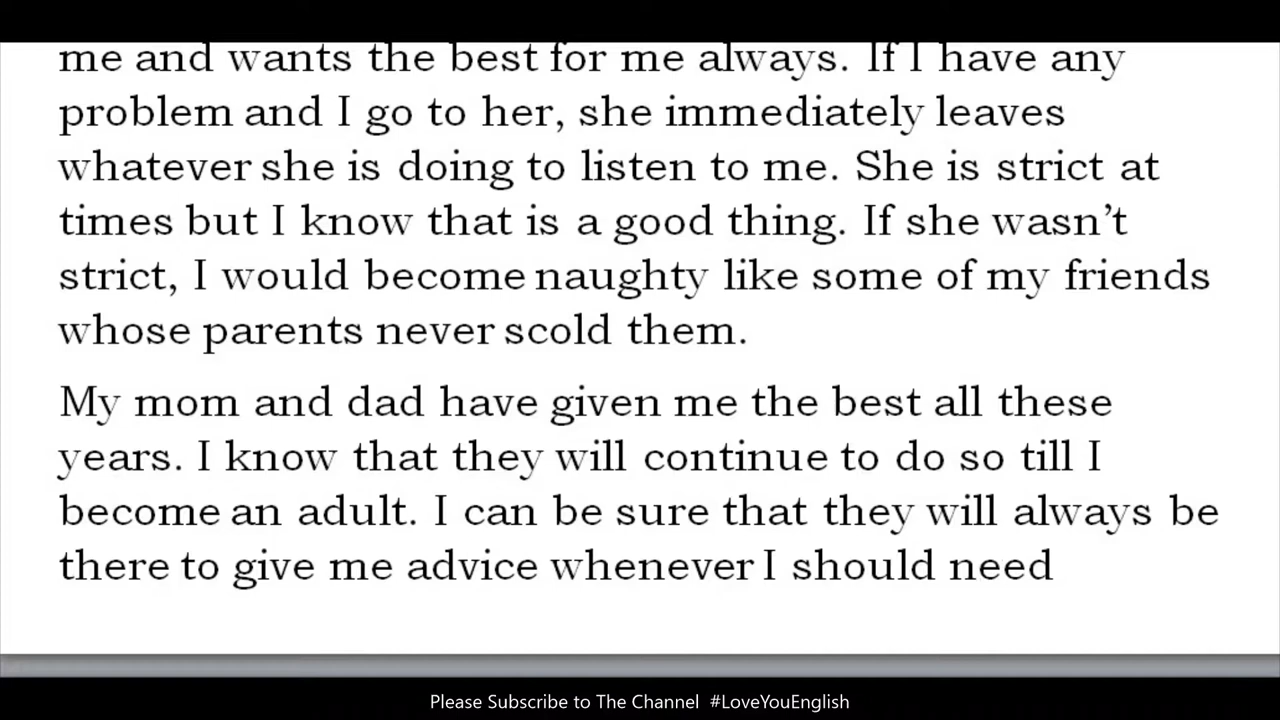 me and wants the best for me always. If I have any
problem and I go to her, she immediately leaves
whatever she is doing to listen to me. She is strict at
times but I know that is a good thing. If she wasn’t
strict, I would become naughty like some of my friends
whose parents never scold them.
My mom and dad have given me the best all these
years. I know that they will continue to do so till I
become an adult. I can be sure that they will always be
there to give me advice whenever I should need
Please Subscribe to The Channel #LoveYouEnglish